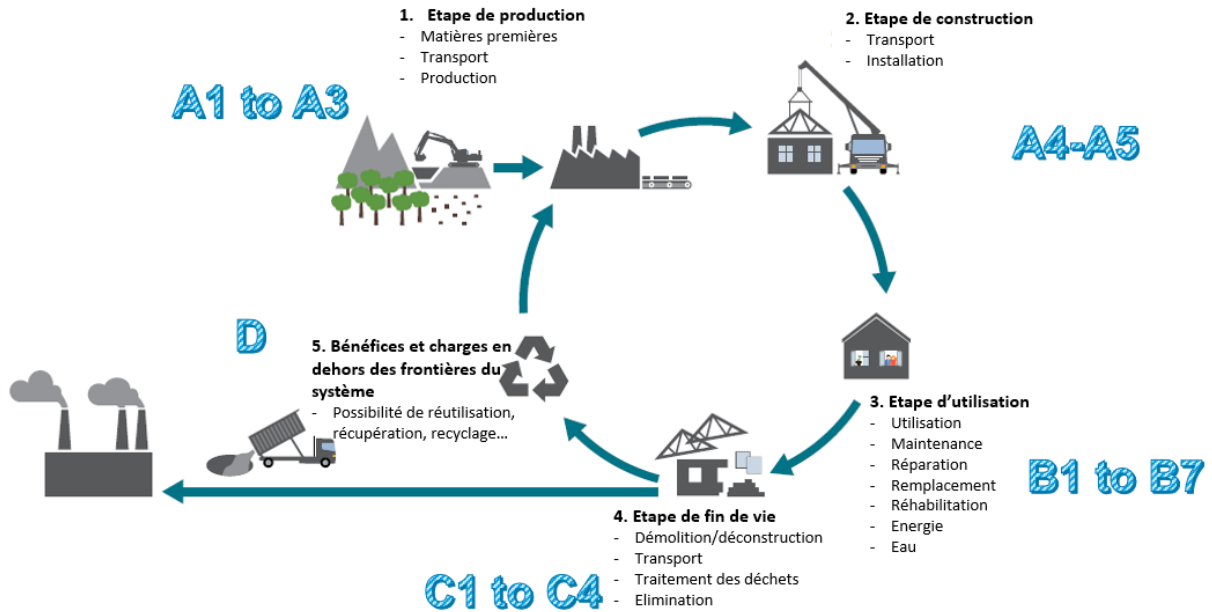 1. Etape de production
- Matières premières
- Transport
- Production
A1 to A3
2. Etape de construction
- Transport
- Installation
A4-A5
3. Etape d'utilisation
- Utilisation
- Maintenance
- Réparation
- Remplacement
- Réhabilitation
- Energie
- Eau
B1 to B7
4. Etape de fin de vie
- Démolition/déconstruction
- Transport
- Traitement des déchets
- Elimination
C1 to C4
D
5. Bénéfices et charges en
dehors des frontières du
système
- Possibilité de réutilisation,
récupération, recyclage...